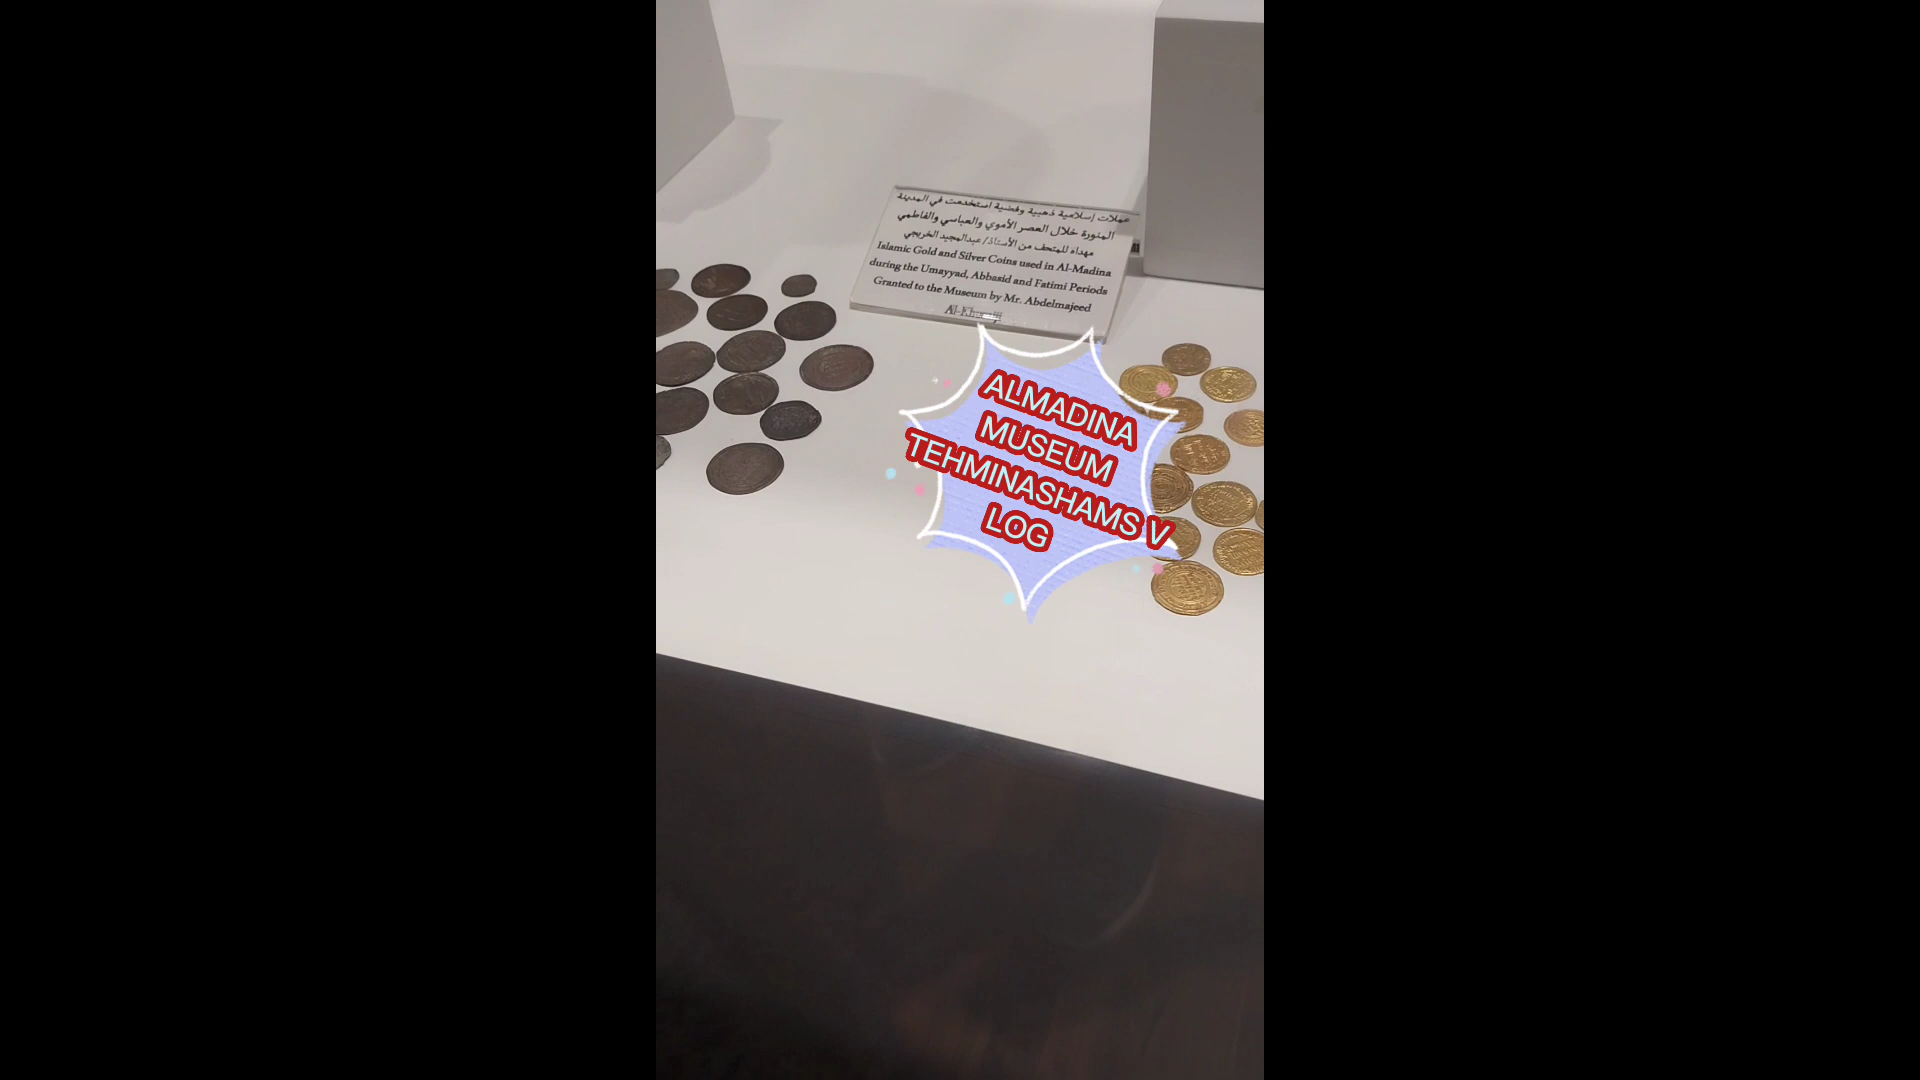 عملات إسلامية ذهبية وفضية استخدمت في المدينة
المنورة خلال العصر الأموي والعباسي والفاطمي
مهداة للمتحف من الأستاذ/ عبدالمجيد الخريجي
Islamic Gold and Silver Coins used in Al-Madina
during the Umayyad, Abbasid and Fatimi Periods
Granted to the Museum by Mr. Abdelmajeed
ALMADINA
MUSEUM
TEHMINASHAMS V
LOG